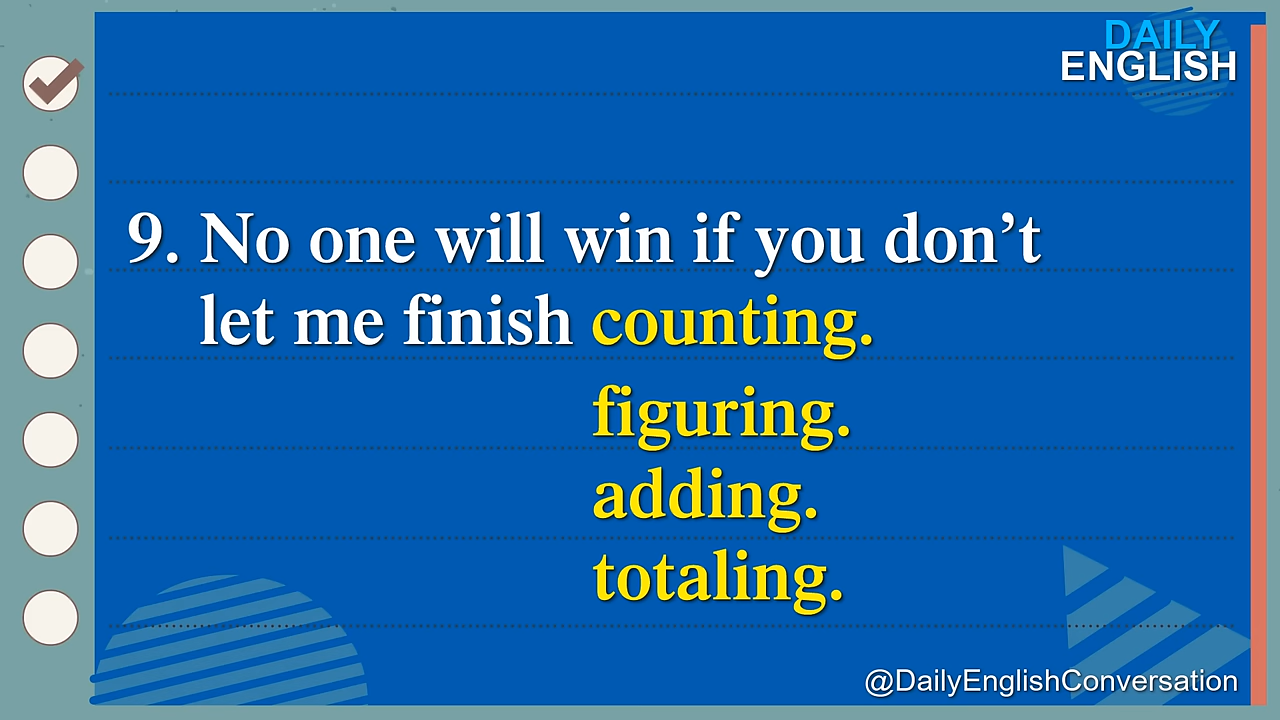 DAILY
ENGLISH
9. No one will win if you don’t
let me finish counting.
figuring.
adding.
totaling.
@DailyEnglishConversation